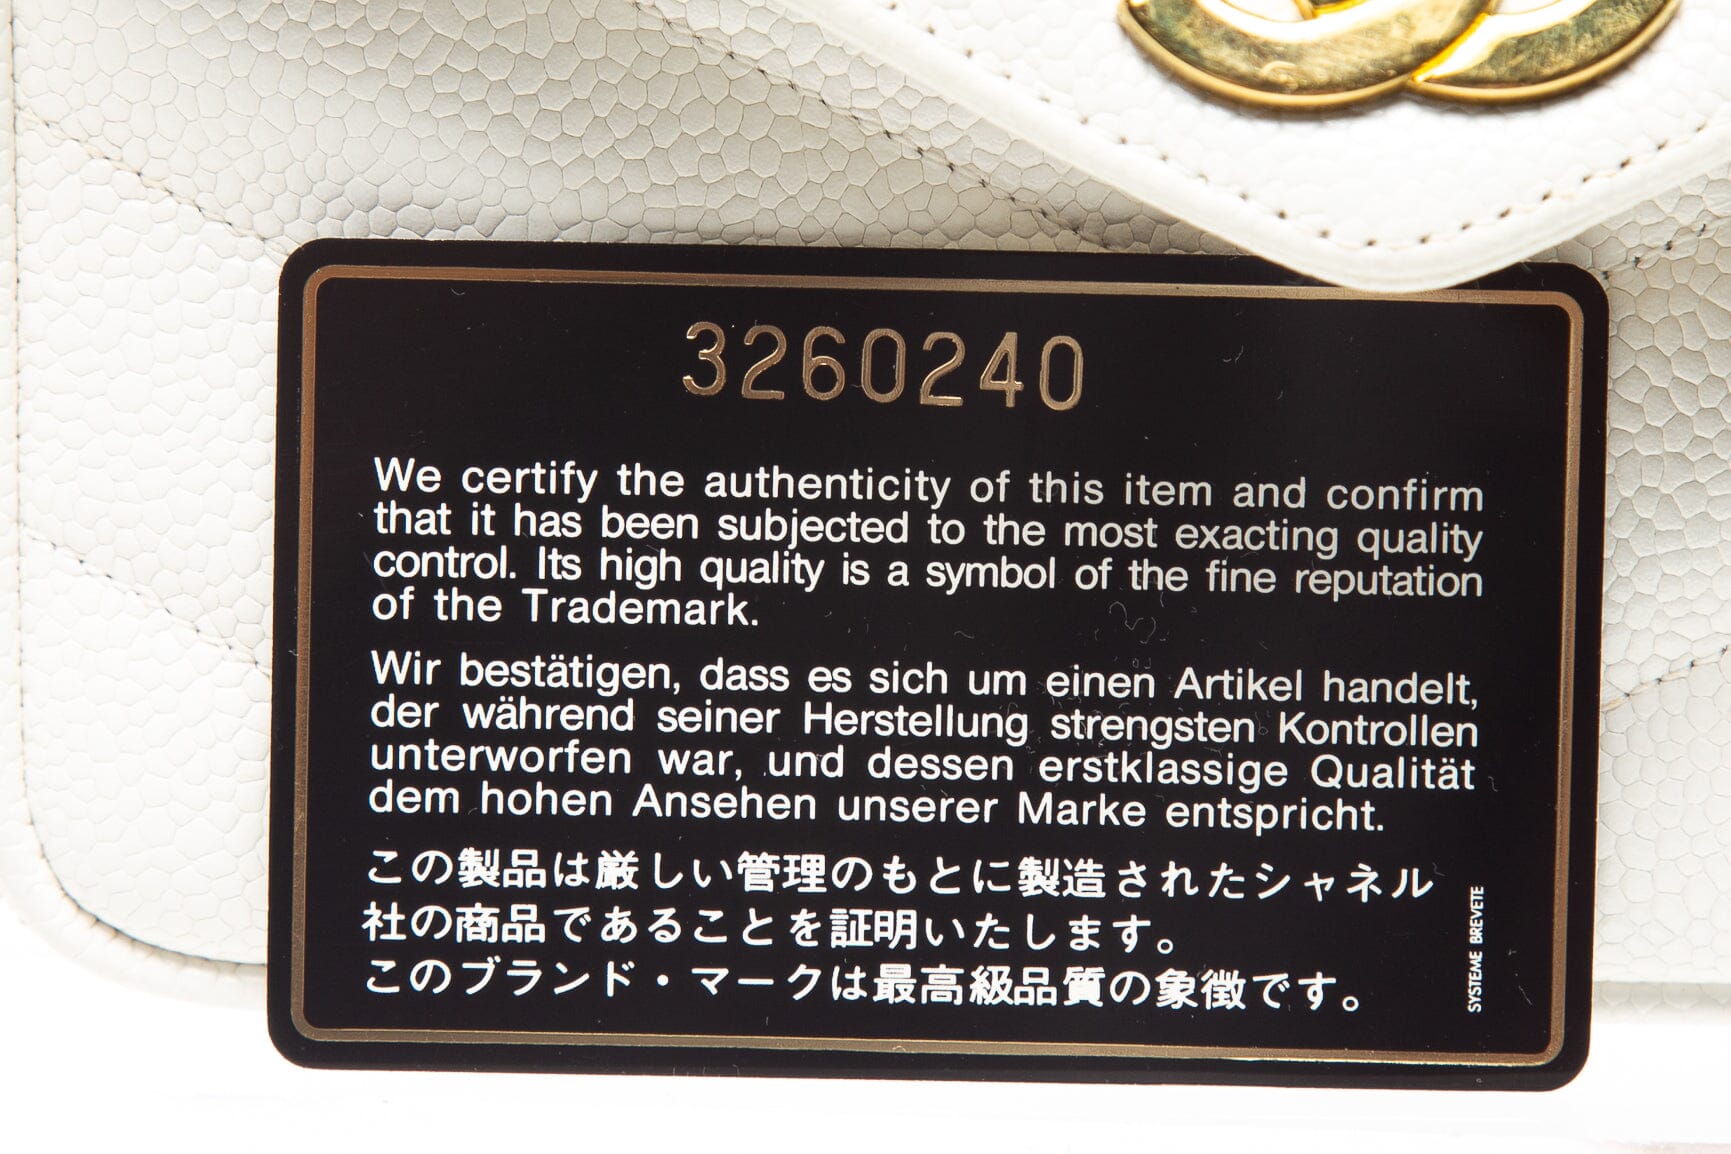 3260240
We certify the authenticity of this item and confirm
that it has been subjected to the most exacting quality
control. Its high quality is a symbol of the fine reputation
of the Trademark.
Wir bestätigen, dass es sich um einen Artikel handelt,
der während seiner Herstellung strengsten Kontrollen
unterworfen war, und dessen erstklassige Qualität
dem hohen Ansehen unserer Marke entspricht.
この製品は厳しい管理のもとに製造されたシャネル
社の商品であることを証明いたします。
このブランド・マークは最高級品質の象徴です。
SYSTEME BREVETE